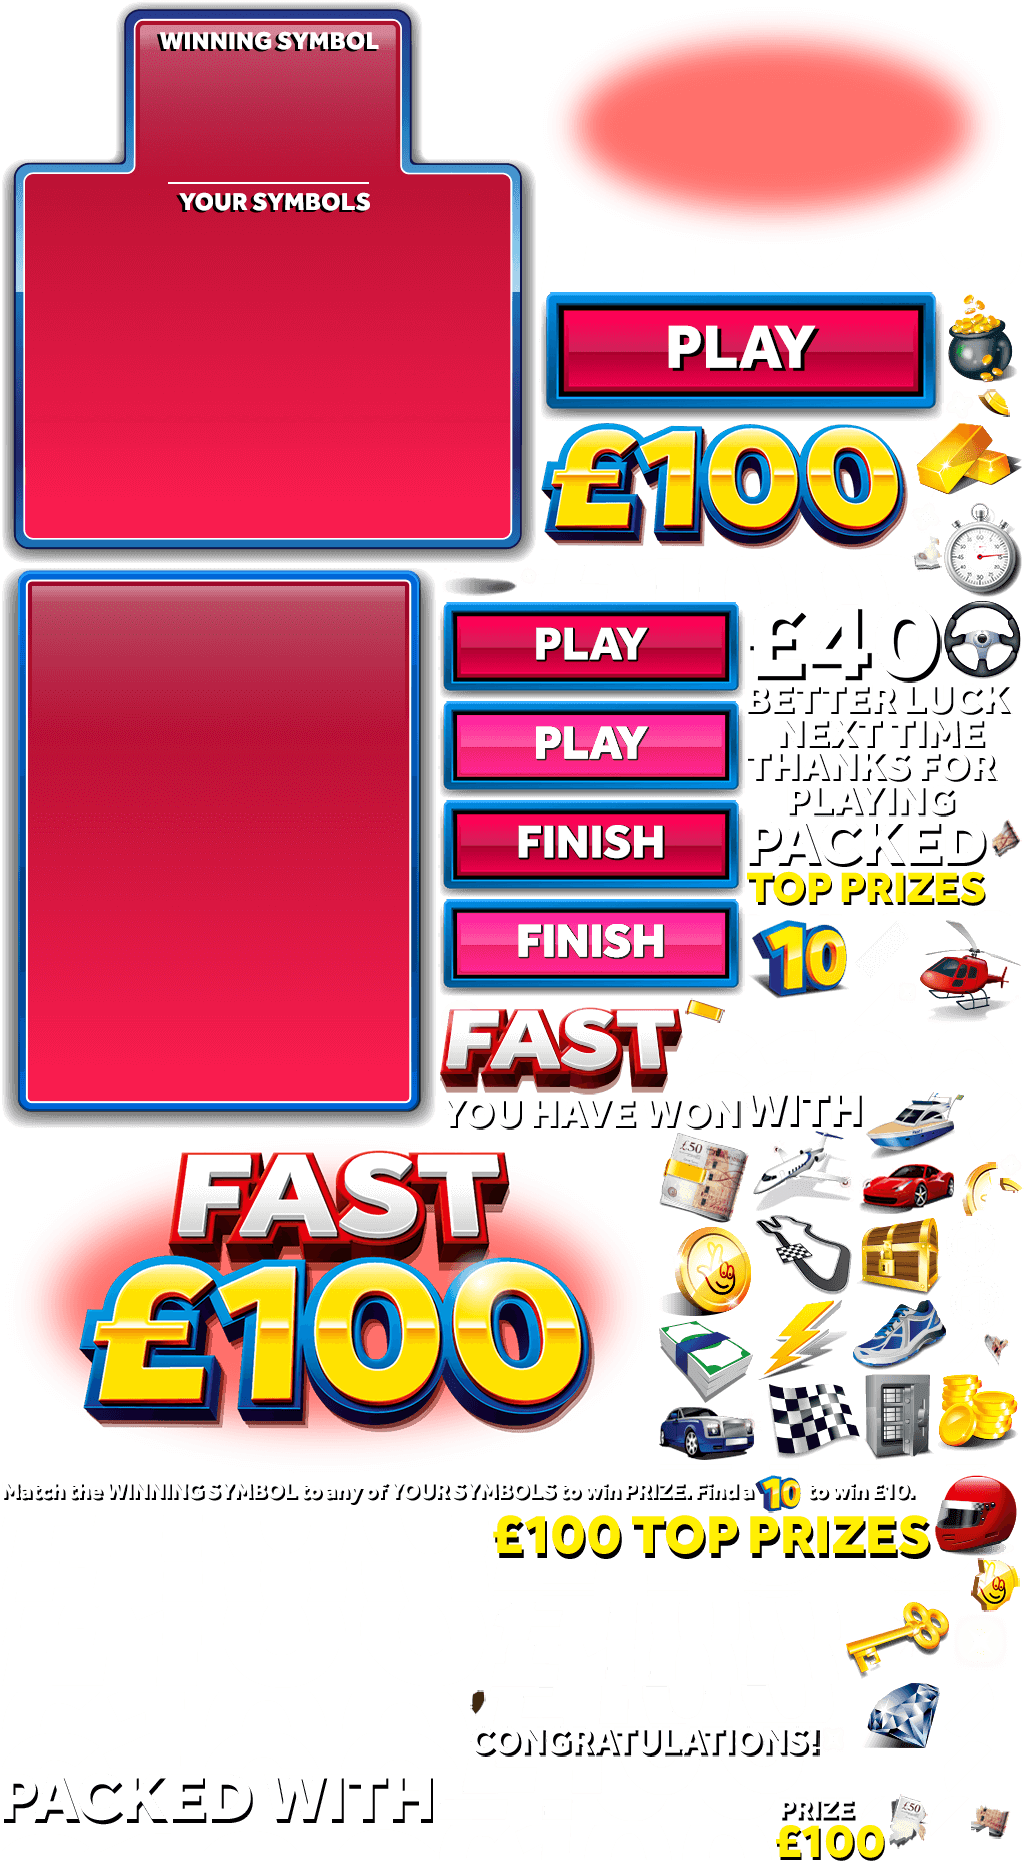 WINNING SYMBOL
YOUR SYMBOLS
PLAY
£100
PLAY
PLAY
FINISH
FINISH
£40
BETTER LUCK
NEXT TIME
THANKS FOR
PLAYING
PACKED
TOP PRIZES
10
FAST
YOU HAVE WON
WITH
£50
FAST
£100
Match the WINNING SYMBOL to any of YOUR SYMBOLS to win PRIZE. Find a 10 to win £10.
£100 TOP PRIZES
CONGRATULATIONS!
PACKED WITH
PRIZE
£50
£100